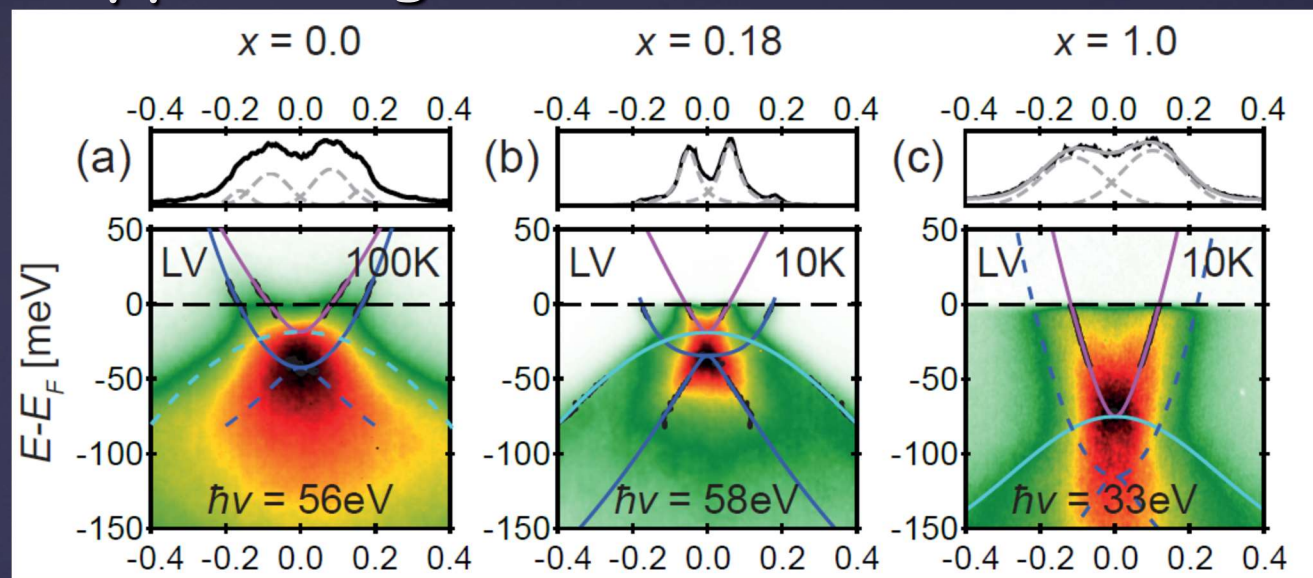 x = 0.0
x = 0.18
x = 1.0
-0.4 -0.2 0.0 0.2 0.4
-0.4 -0.2 0.0 0.2 0.4
-0.4 -0.2 0.0 0.2 0.4
(a)
(b)
(c)
E-E_F [meV]
50
0
-50
-100
-150
LV
100K
ħν = 56eV
-0.4 -0.2 0.0 0.2 0.4
50
0
-50
-100
-150
LV
10K
ħν = 58eV
-0.4 -0.2 0.0 0.2 0.4
50
0
-50
-100
-150
LV
10K
ħν = 33eV
-0.4 -0.2 0.0 0.2 0.4